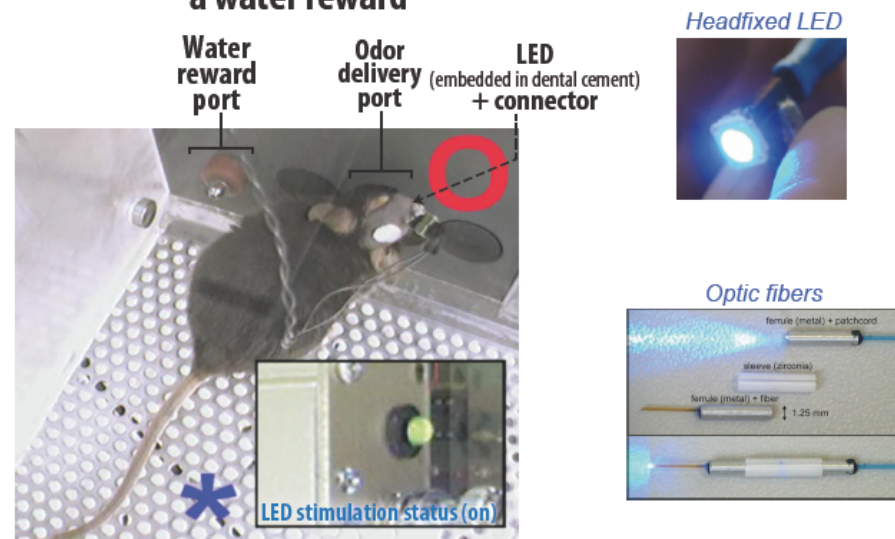 a water reward
Water
reward
port
Odor
delivery
port
LED
(embedded in dental cement)
+ connector
LED stimulation status (on)
Headfixed LED
Optic fibers
ferrule (metal) + patchcord
sleeve (zirconia)
ferrule (metal) + fiber
1.25 mm